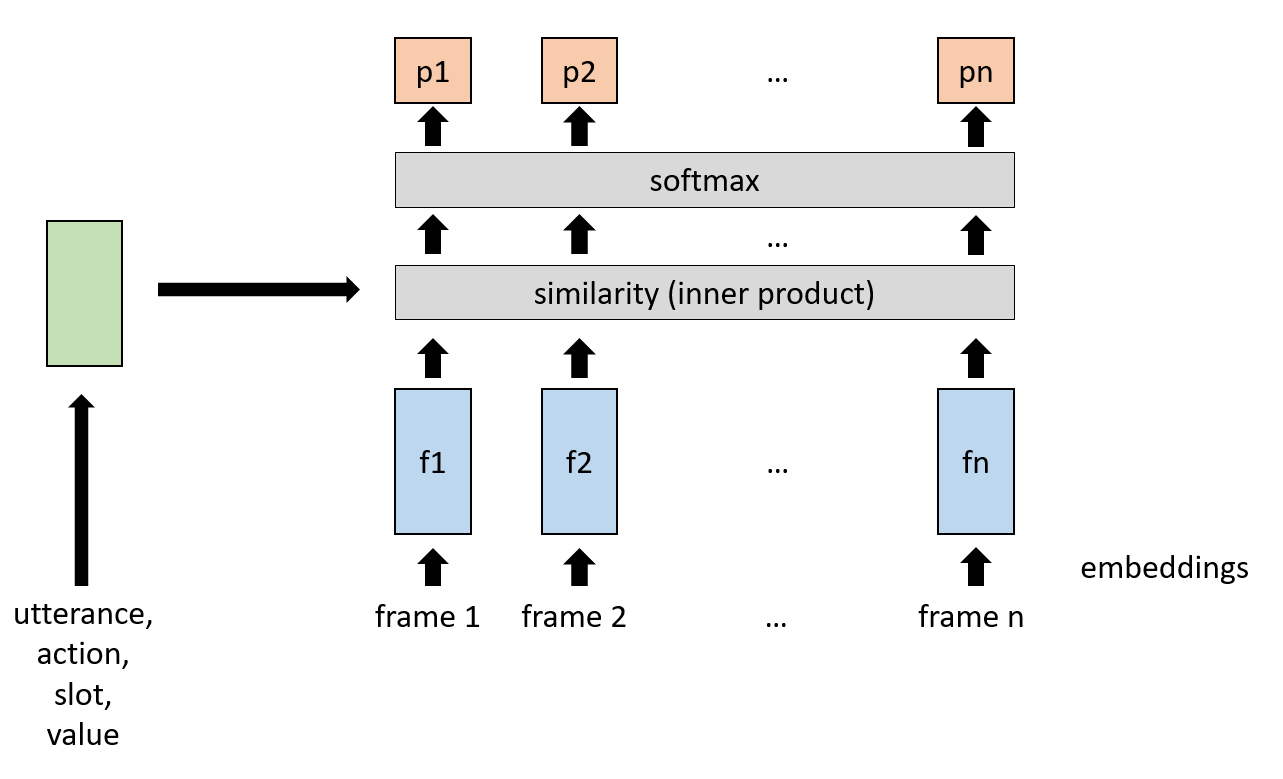 p1 p2 ... pn
softmax
...
similarity (inner product)
f1 f2 ... fn
embeddings
frame 1 frame 2 ... frame n
utterance,
action,
slot,
value